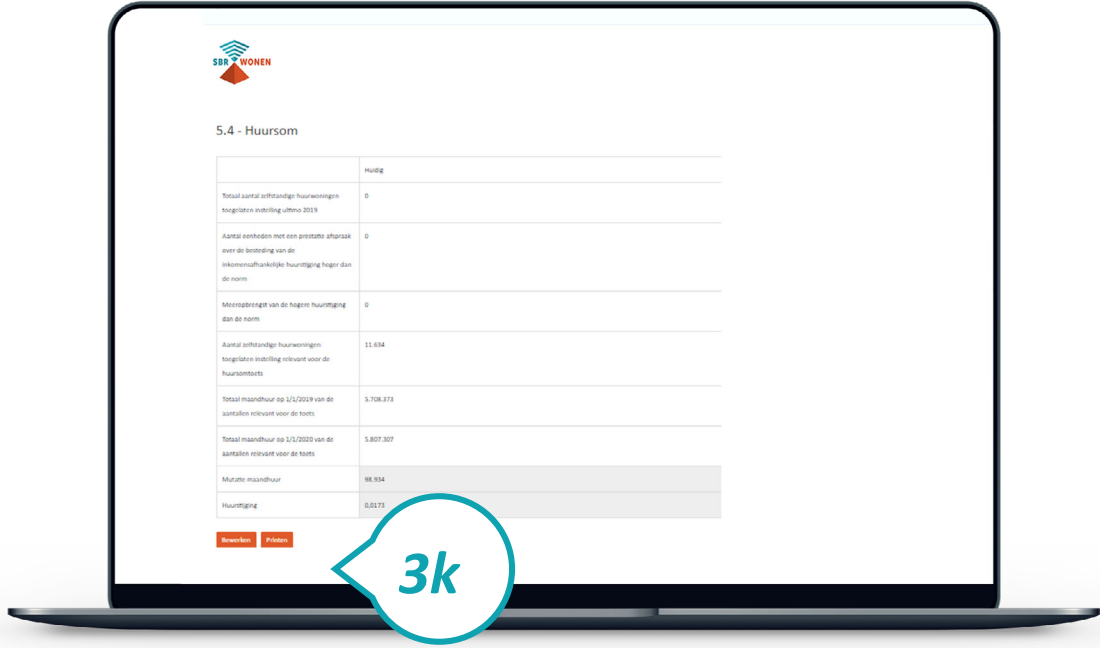 SBR WONEN
5.4 - Huursom
Huidig
Totaal aantal zelfstandige huurwoningen
toegelaten instelling ultimo 2019
0
Aantal eenheden met een prestatie afspraak
over de besteding van de
inkomensafhankelijke huurstijging hoger dan
de norm
0
Meeropbrengst van de hogere huurstijging
dan de norm
0
Aantal zelfstandige huurwoningen
toegelaten instelling relevant voor de
huursomtoets
11.634
Totaal maandhuur op 1/1/2019 van de
aantallen relevant voor de toets
5.708.373
Totaal maandhuur op 1/1/2020 van de
aantallen relevant voor de toets
5.807.307
Mutatie maandhuur
98.934
Huurstijging
0,0173
Bewerken Printen
3k